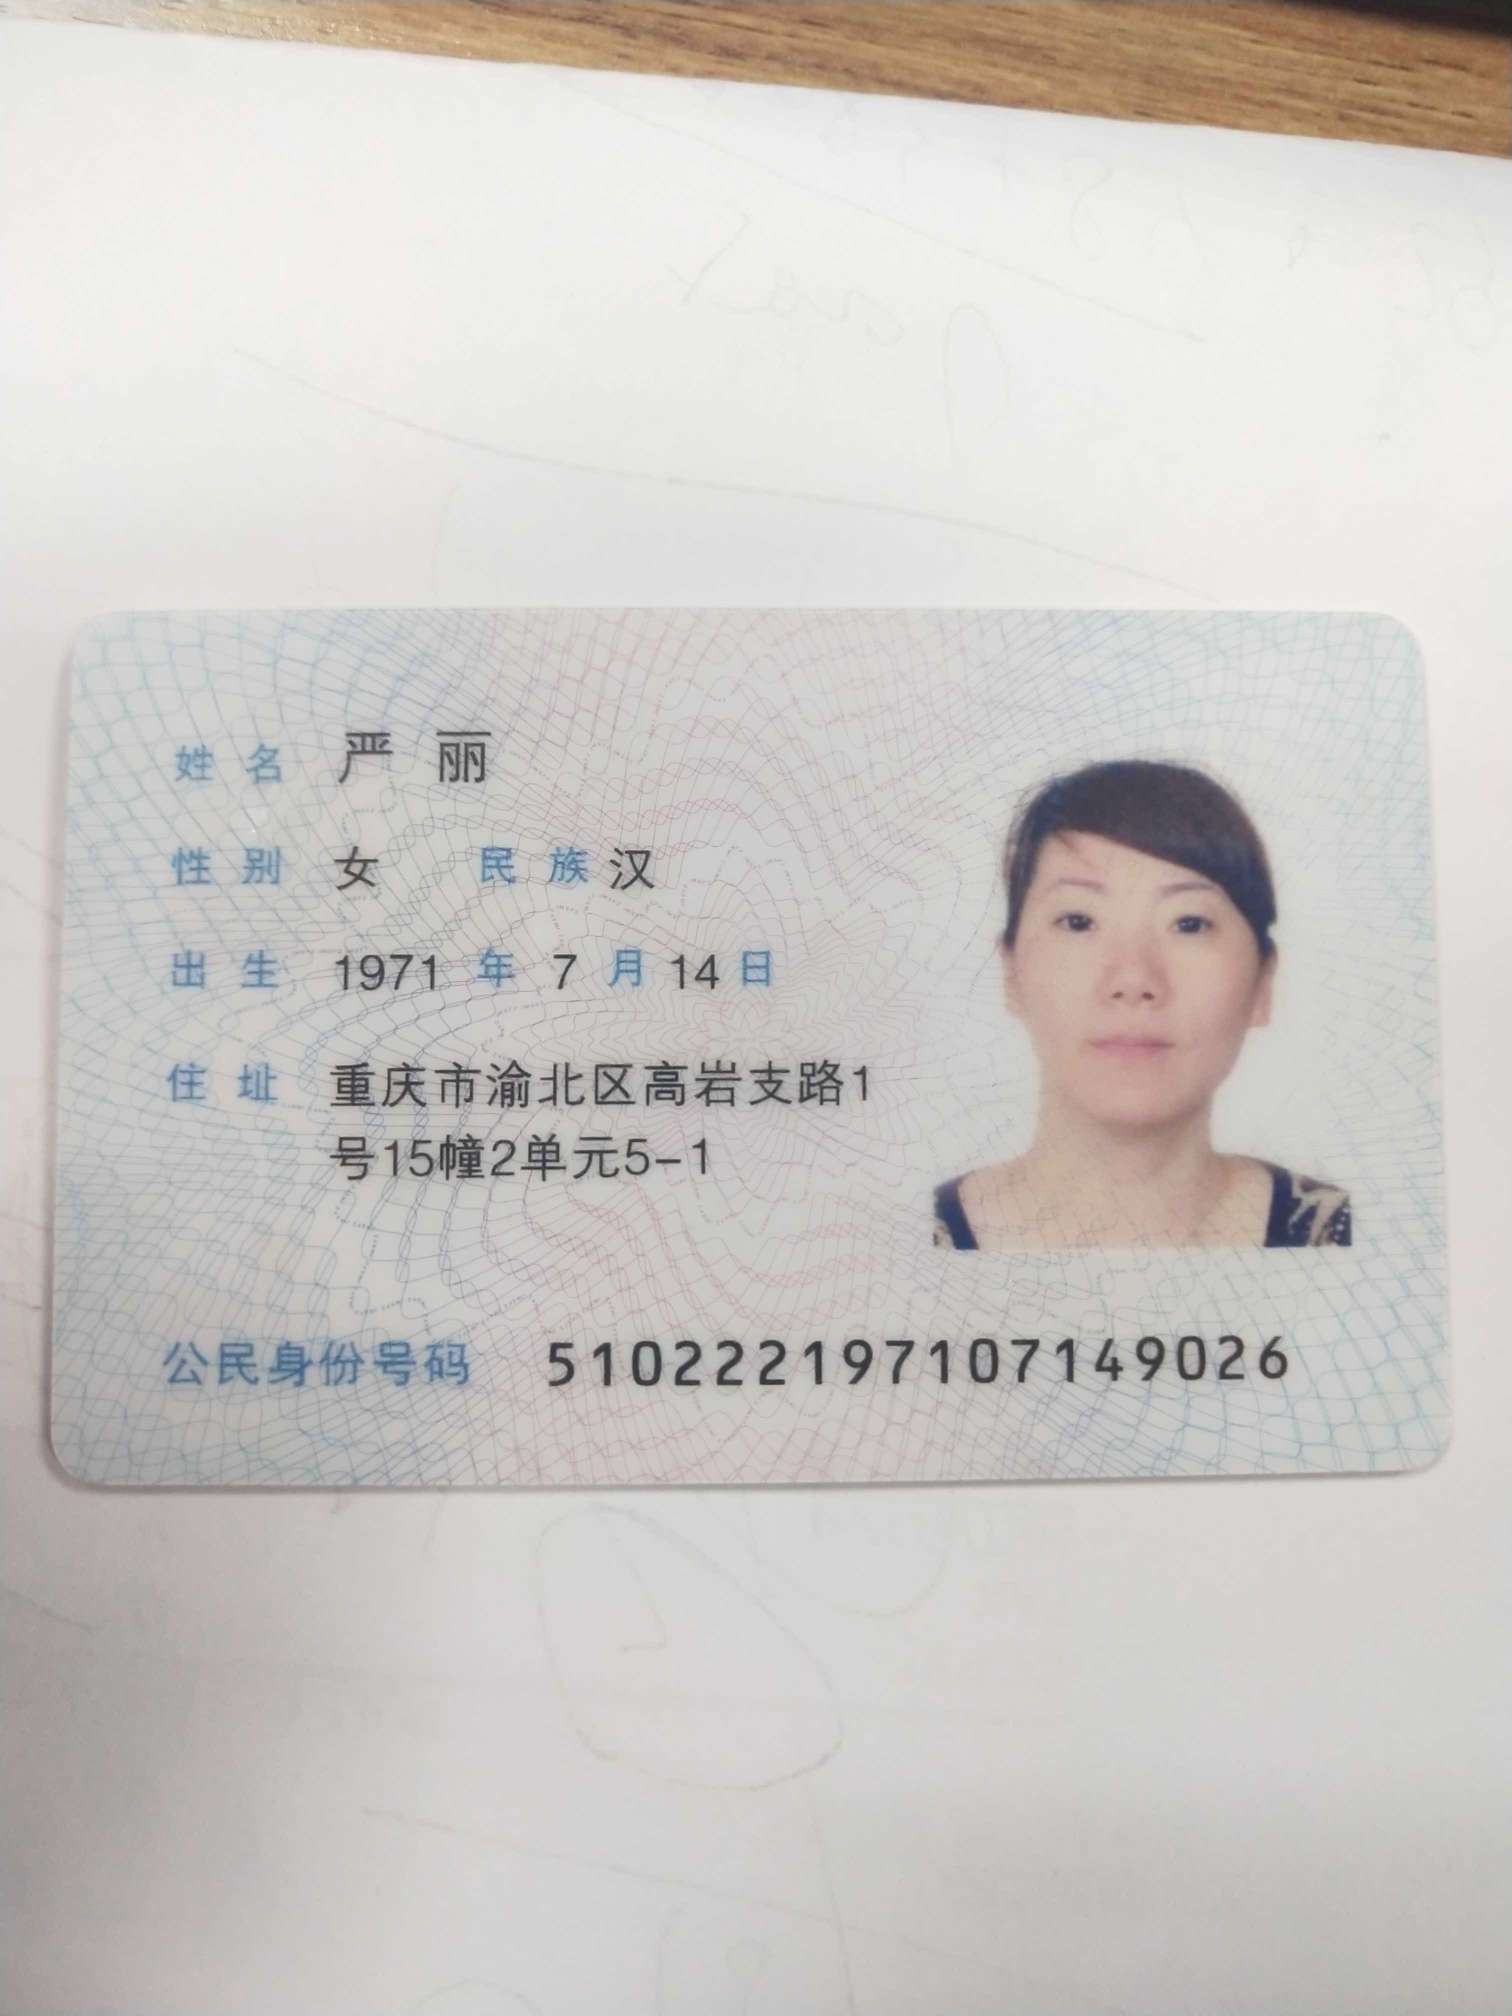 姓名 严丽
性别 女 民族 汉
出生 1971 年 7 月 14 日
住址 重庆市渝北区高岩支路1
号15幢2单元5-1
公民身份号码 510222197107149026